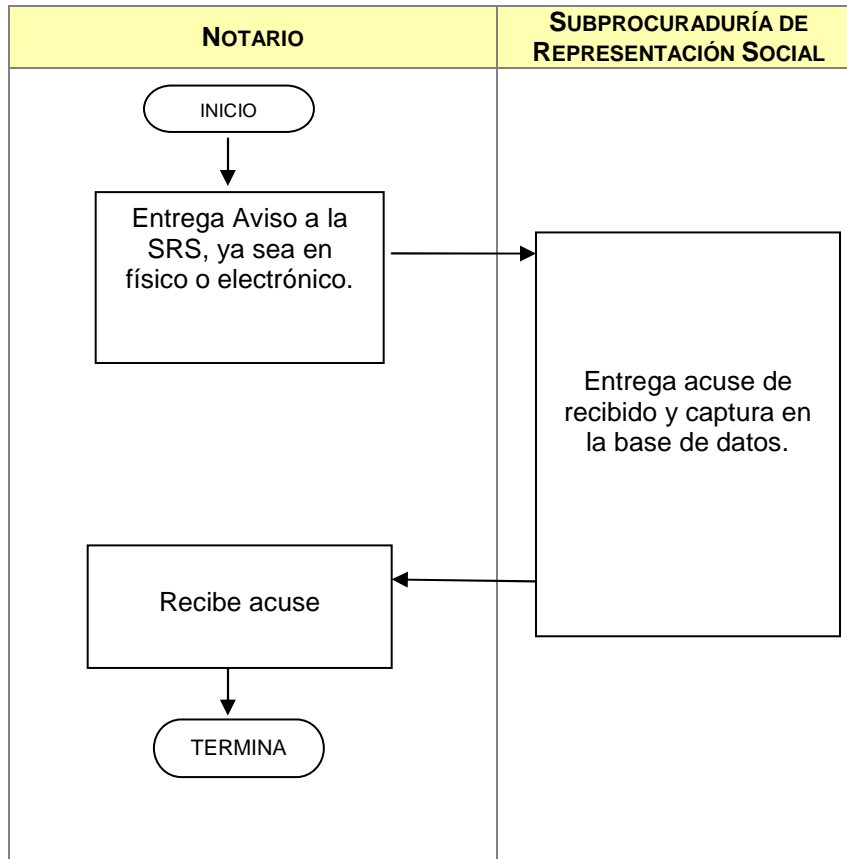 NOTARIO
SUBPROCURADURÍA DE
REPRESENTACIÓN SOCIAL
INICIO
Entrega Aviso a la
SRS, ya sea en
físico o electrónico.
Entrega acuse de
recibido y captura en
la base de datos.
Recibe acuse
TERMINA